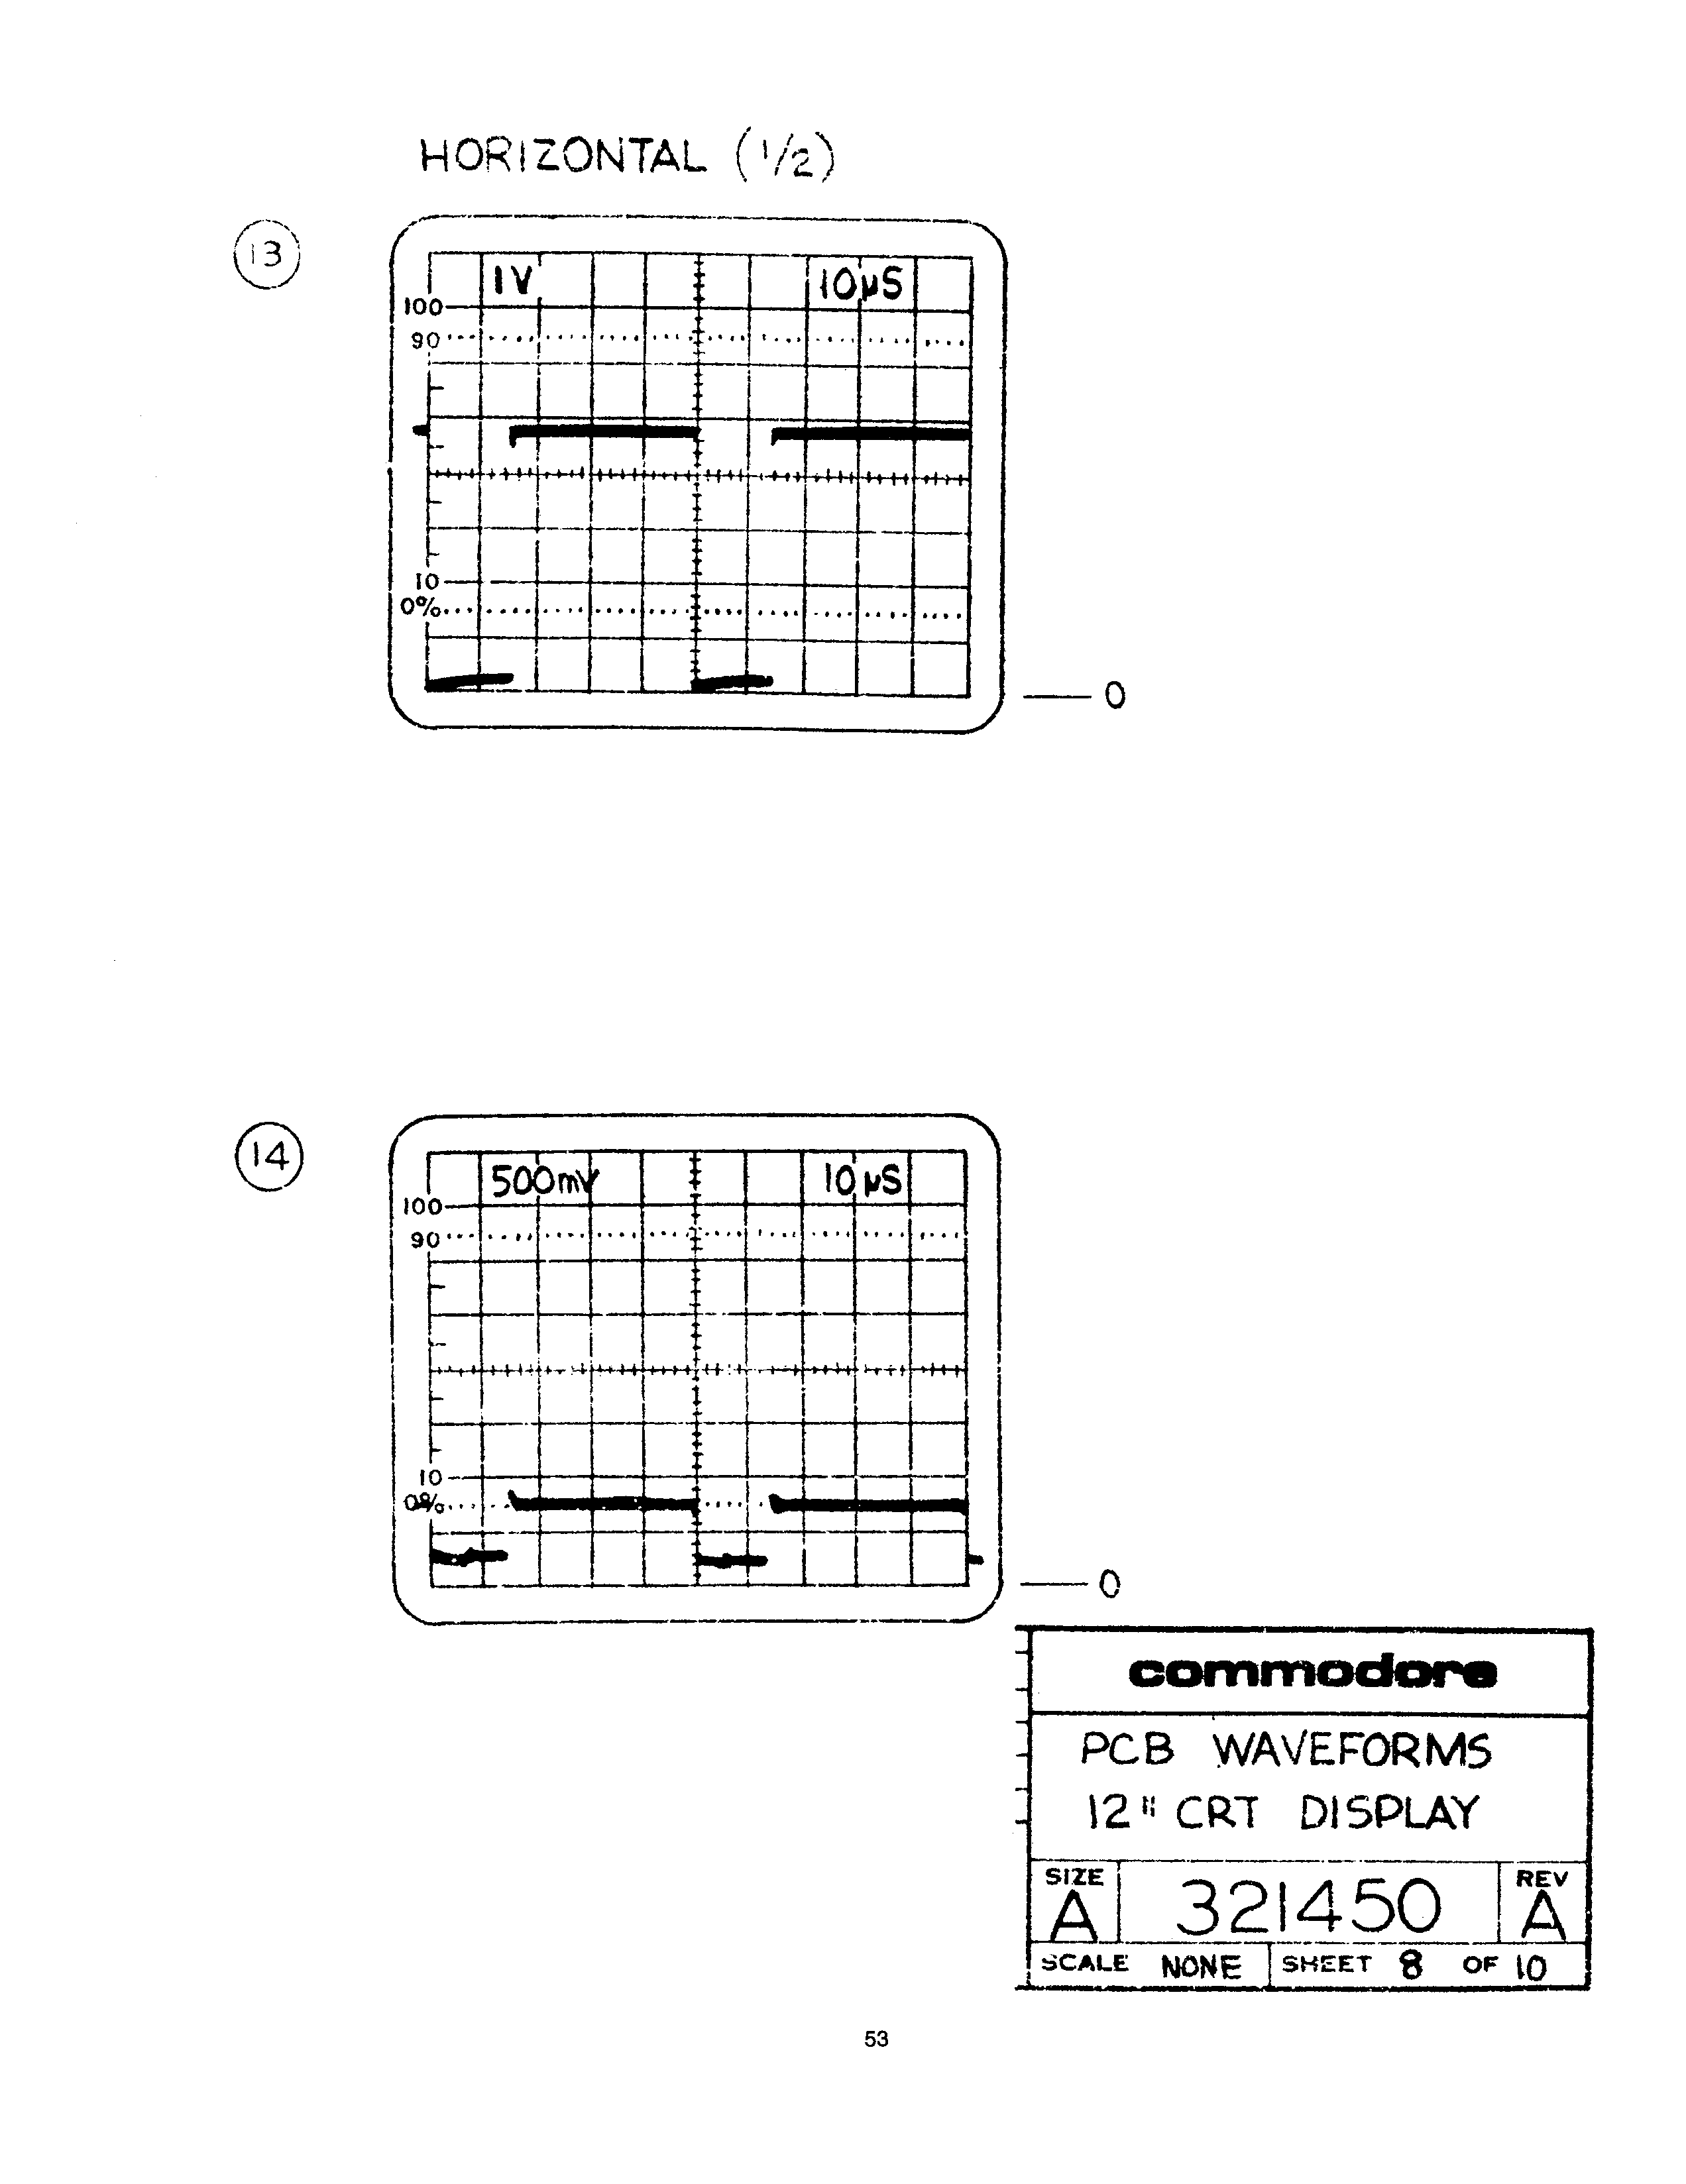 HORIZONTAL (1/2)
13
1V 10µS
100
90
10
0%
0
14
500mV 10µS
100
90
10
0%
0
commodore
PCB WAVEFORMS
12" CRT DISPLAY
SIZE A 321450 REV A
SCALE NONE SHEET 8 OF 10
53